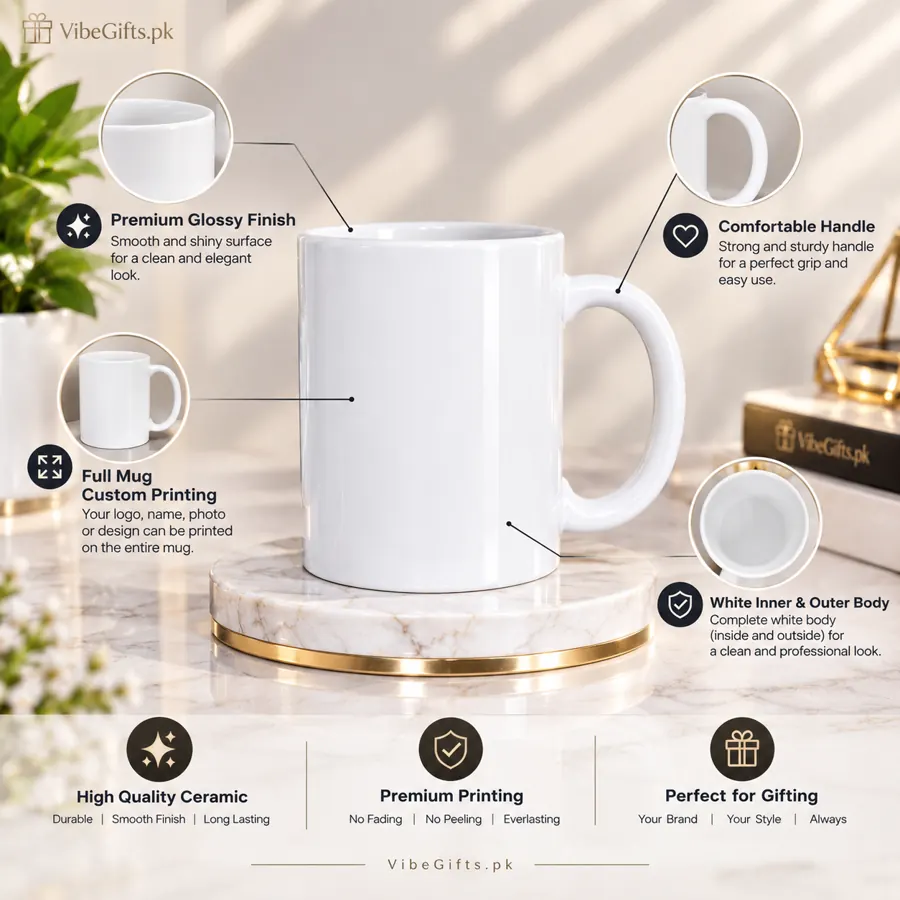 VibeGifts.pk
Premium Glossy Finish
Smooth and shiny surface
for a clean and elegant
look.
Comfortable Handle
Strong and sturdy handle
for a perfect grip and
easy use.
VibeGifts.pk
Full Mug
Custom Printing
Your logo, name, photo
or design can be printed
on the entire mug.
White Inner & Outer Body
Complete white body
(inside and outside) for
a clean and professional look.
High Quality Ceramic
Durable | Smooth Finish | Long Lasting
Premium Printing
No Fading | No Peeling | Everlasting
Perfect for Gifting
Your Brand | Your Style | Always
VibeGifts.pk